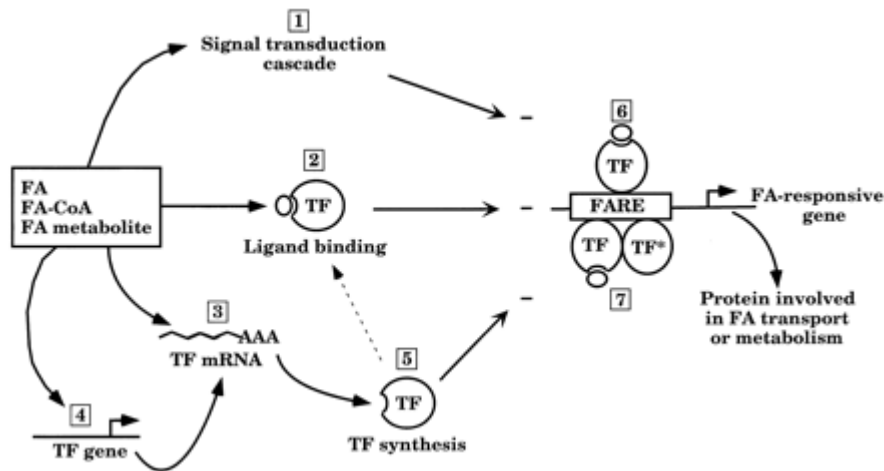 1
Signal transduction
cascade
FA
FA-CoA
FA metabolite
2
TF
Ligand binding
3
AAA
TF mRNA
4
TF gene
5
TF
TF synthesis
–
–
–
6
TF
FARE
TF
TF*
7
FA-responsive
gene
Protein involved
in FA transport
or metabolism